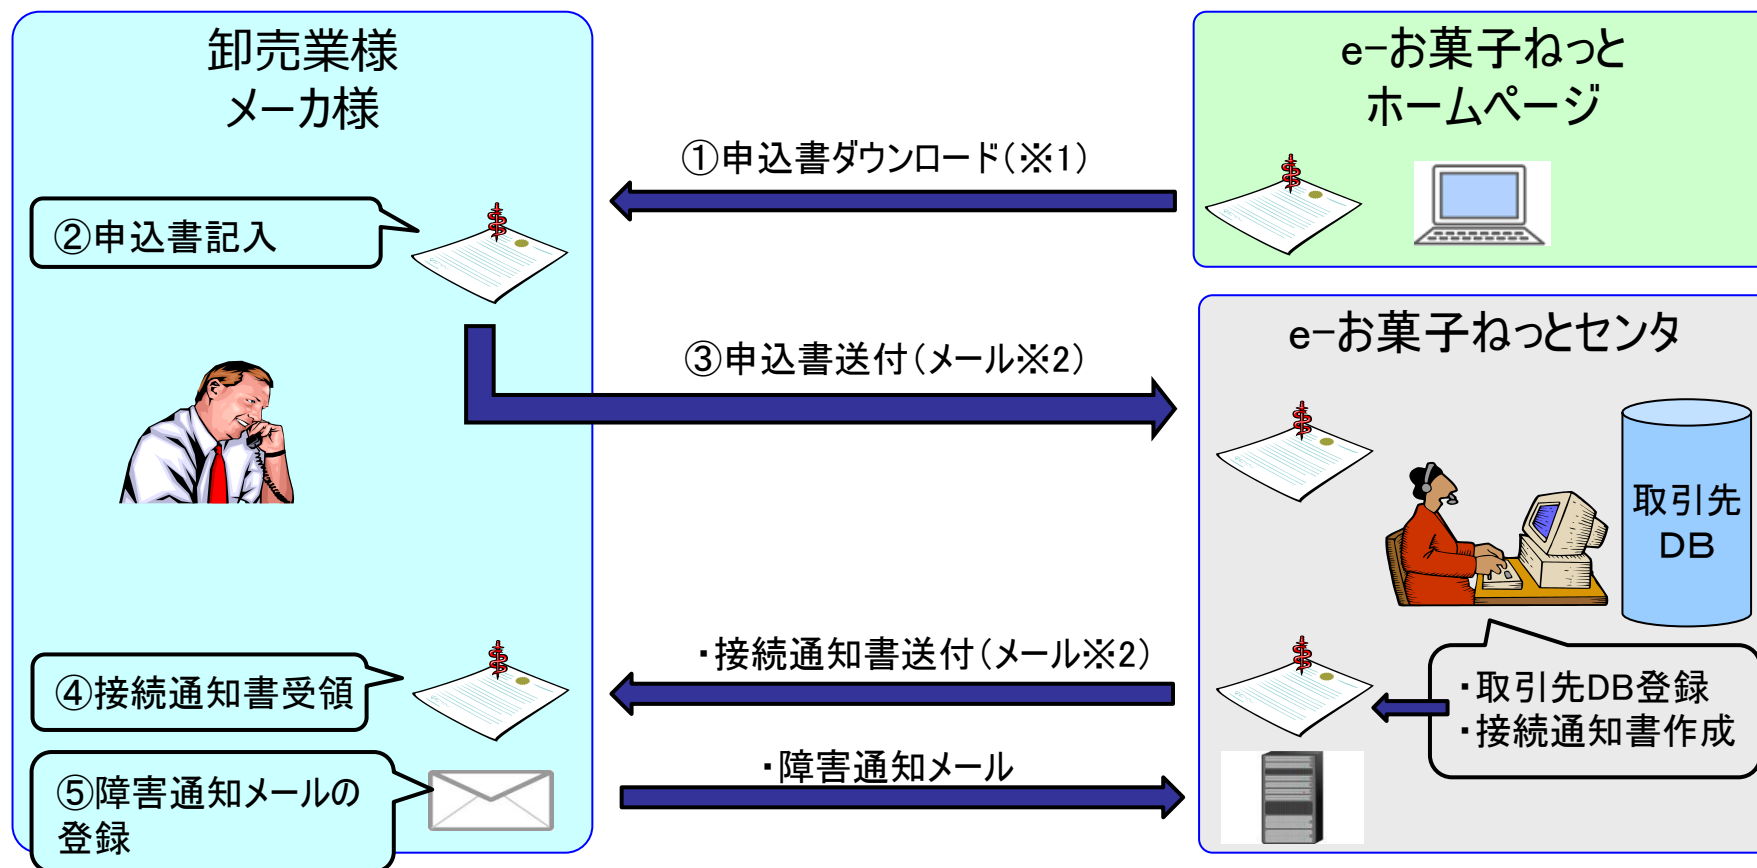 卸売業様
メーカ様
e-お菓子ねっと
ホームページ
①申込書ダウンロード(※1)
②申込書記入
③申込書送付(メール※2)
e-お菓子ねっとセンタ
取引先
DB
・接続通知書送付(メール※2)
④接続通知書受領
・取引先DB登録
・接続通知書作成
・障害通知メール
⑤障害通知メールの
登録